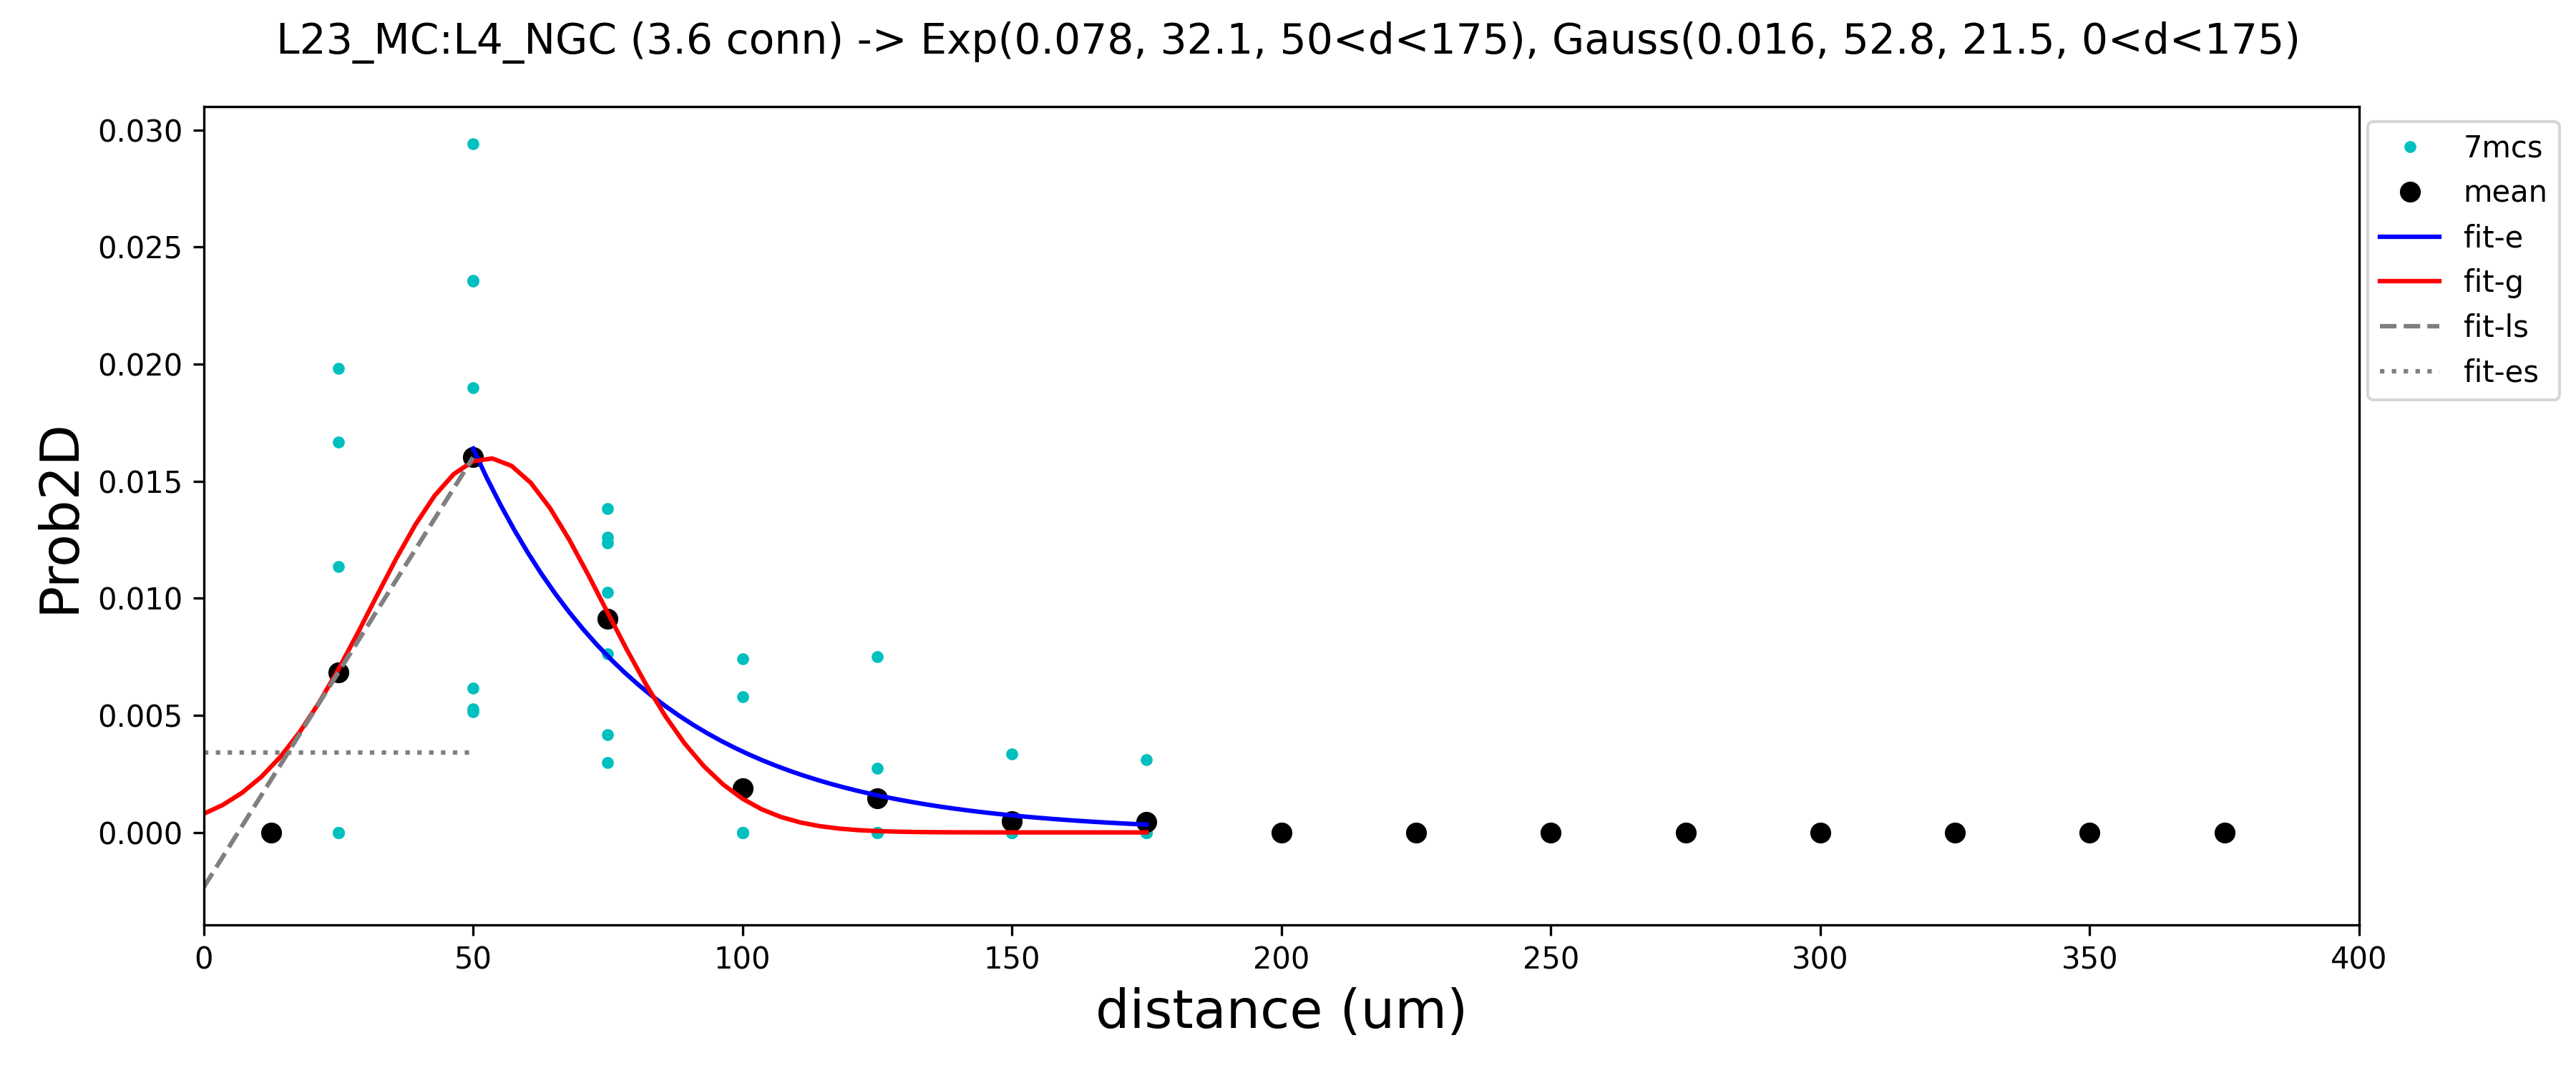 L23_MC:L4_NGC (3.6 conn) -> Exp(0.078, 32.1, 50<d<175), Gauss(0.016, 52.8, 21.5, 0<d<175)
Prob2D
0.030
0.025
0.020
0.015
0.010
0.005
0.000
0 50 100 150 200 250 300 350 400
distance (um)
7mcs
mean
fit-e
fit-g
fit-ls
fit-es